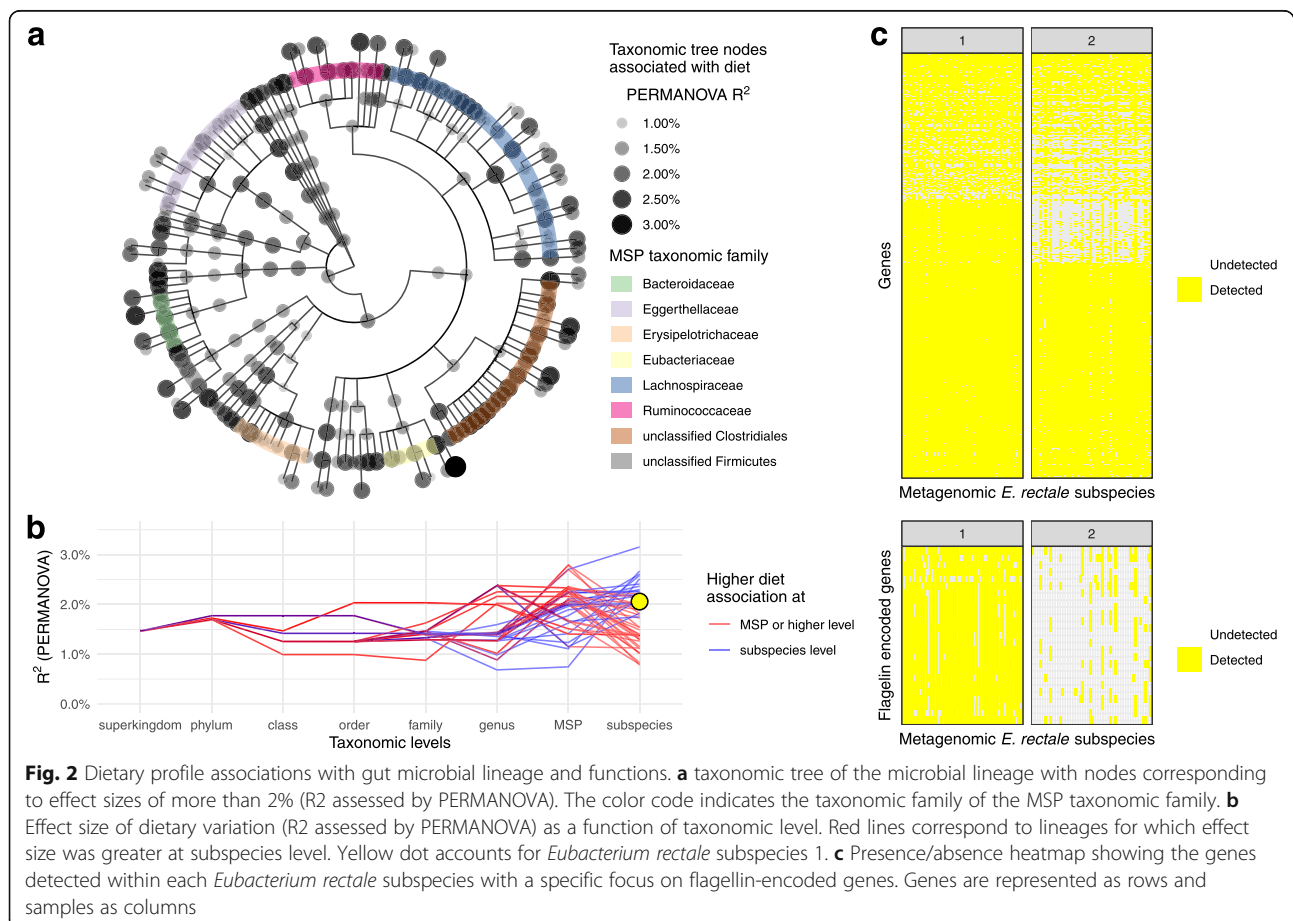 a
Taxonomic tree nodes
associated with diet
PERMANOVA R²
1.00%
1.50%
2.00%
2.50%
3.00%
MSP taxonomic family
Bacteroidaceae
Eggerthellaceae
Erysipelotrichaceae
Eubacteriaceae
Lachnospiraceae
Ruminococcaceae
unclassified Clostridiales
unclassified Firmicutes
b
R² (PERMANOVA)
3.0%
2.0%
1.0%
0.0%
superkingdom phylum class order family genus MSP subspecies
Taxonomic levels
Higher diet
association at
MSP or higher level
subspecies level
c
1 2
Genes
Undetected
Detected
Metagenomic E. rectale subspecies
1 2
Flagelin encoded genes
Undetected
Detected
Metagenomic E. rectale subspecies
Fig. 2 Dietary profile associations with gut microbial lineage and functions. a taxonomic tree of the microbial lineage with nodes corresponding
to effect sizes of more than 2% (R2 assessed by PERMANOVA). The color code indicates the taxonomic family of the MSP taxonomic family. b
Effect size of dietary variation (R2 assessed by PERMANOVA) as a function of taxonomic level. Red lines correspond to lineages for which effect
size was greater at subspecies level. Yellow dot accounts for Eubacterium rectale subspecies 1. c Presence/absence heatmap showing the genes
detected within each Eubacterium rectale subspecies with a specific focus on flagellin-encoded genes. Genes are represented as rows and
samples as columns